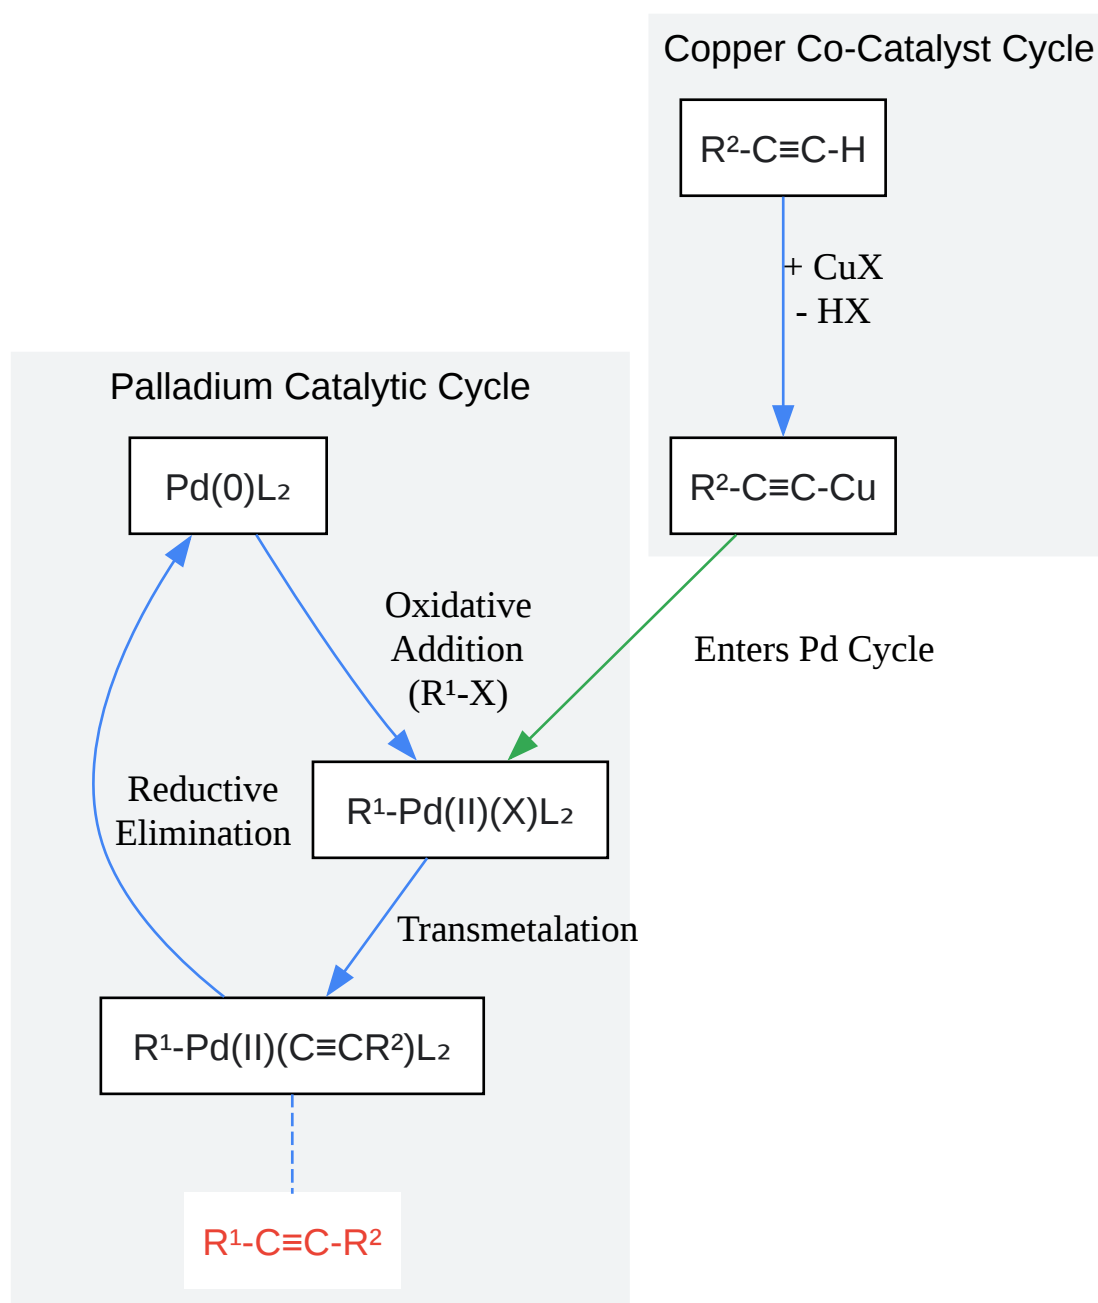 Copper Co-Catalyst Cycle
R²-C≡C-H
+ CuX
- HX
Palladium Catalytic Cycle
Pd(0)L₂
R²-C≡C-Cu
Oxidative
Addition
(R¹-X)
Enters Pd Cycle
Reductive
Elimination
R¹-Pd(II)(X)L₂
Transmetalation
R¹-Pd(II)(C≡CR²)L₂
R¹-C≡C-R²